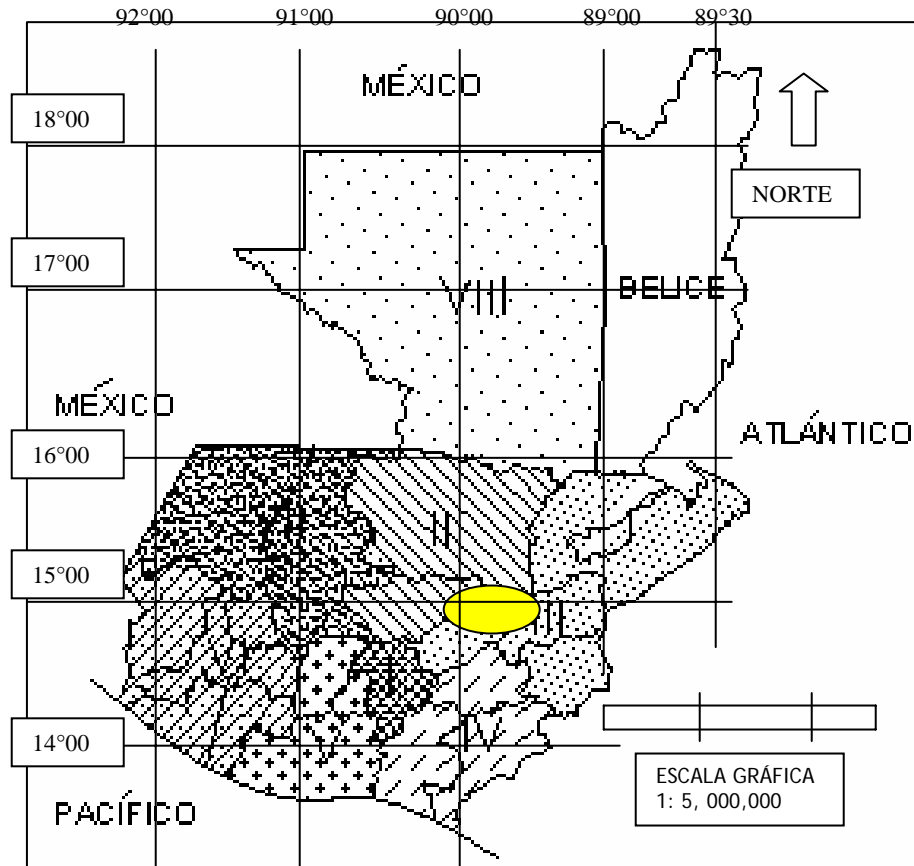 92°00 91°00 90°00 89°00 89°30
MÉXICO
18°00
NORTE
17°00
VIII
BELICE
MÉXICO
ATLÁNTICO
16°00
II
15°00
III
I
14°00
IV
PACÍFICO
ESCALA GRÁFICA
1: 5, 000,000